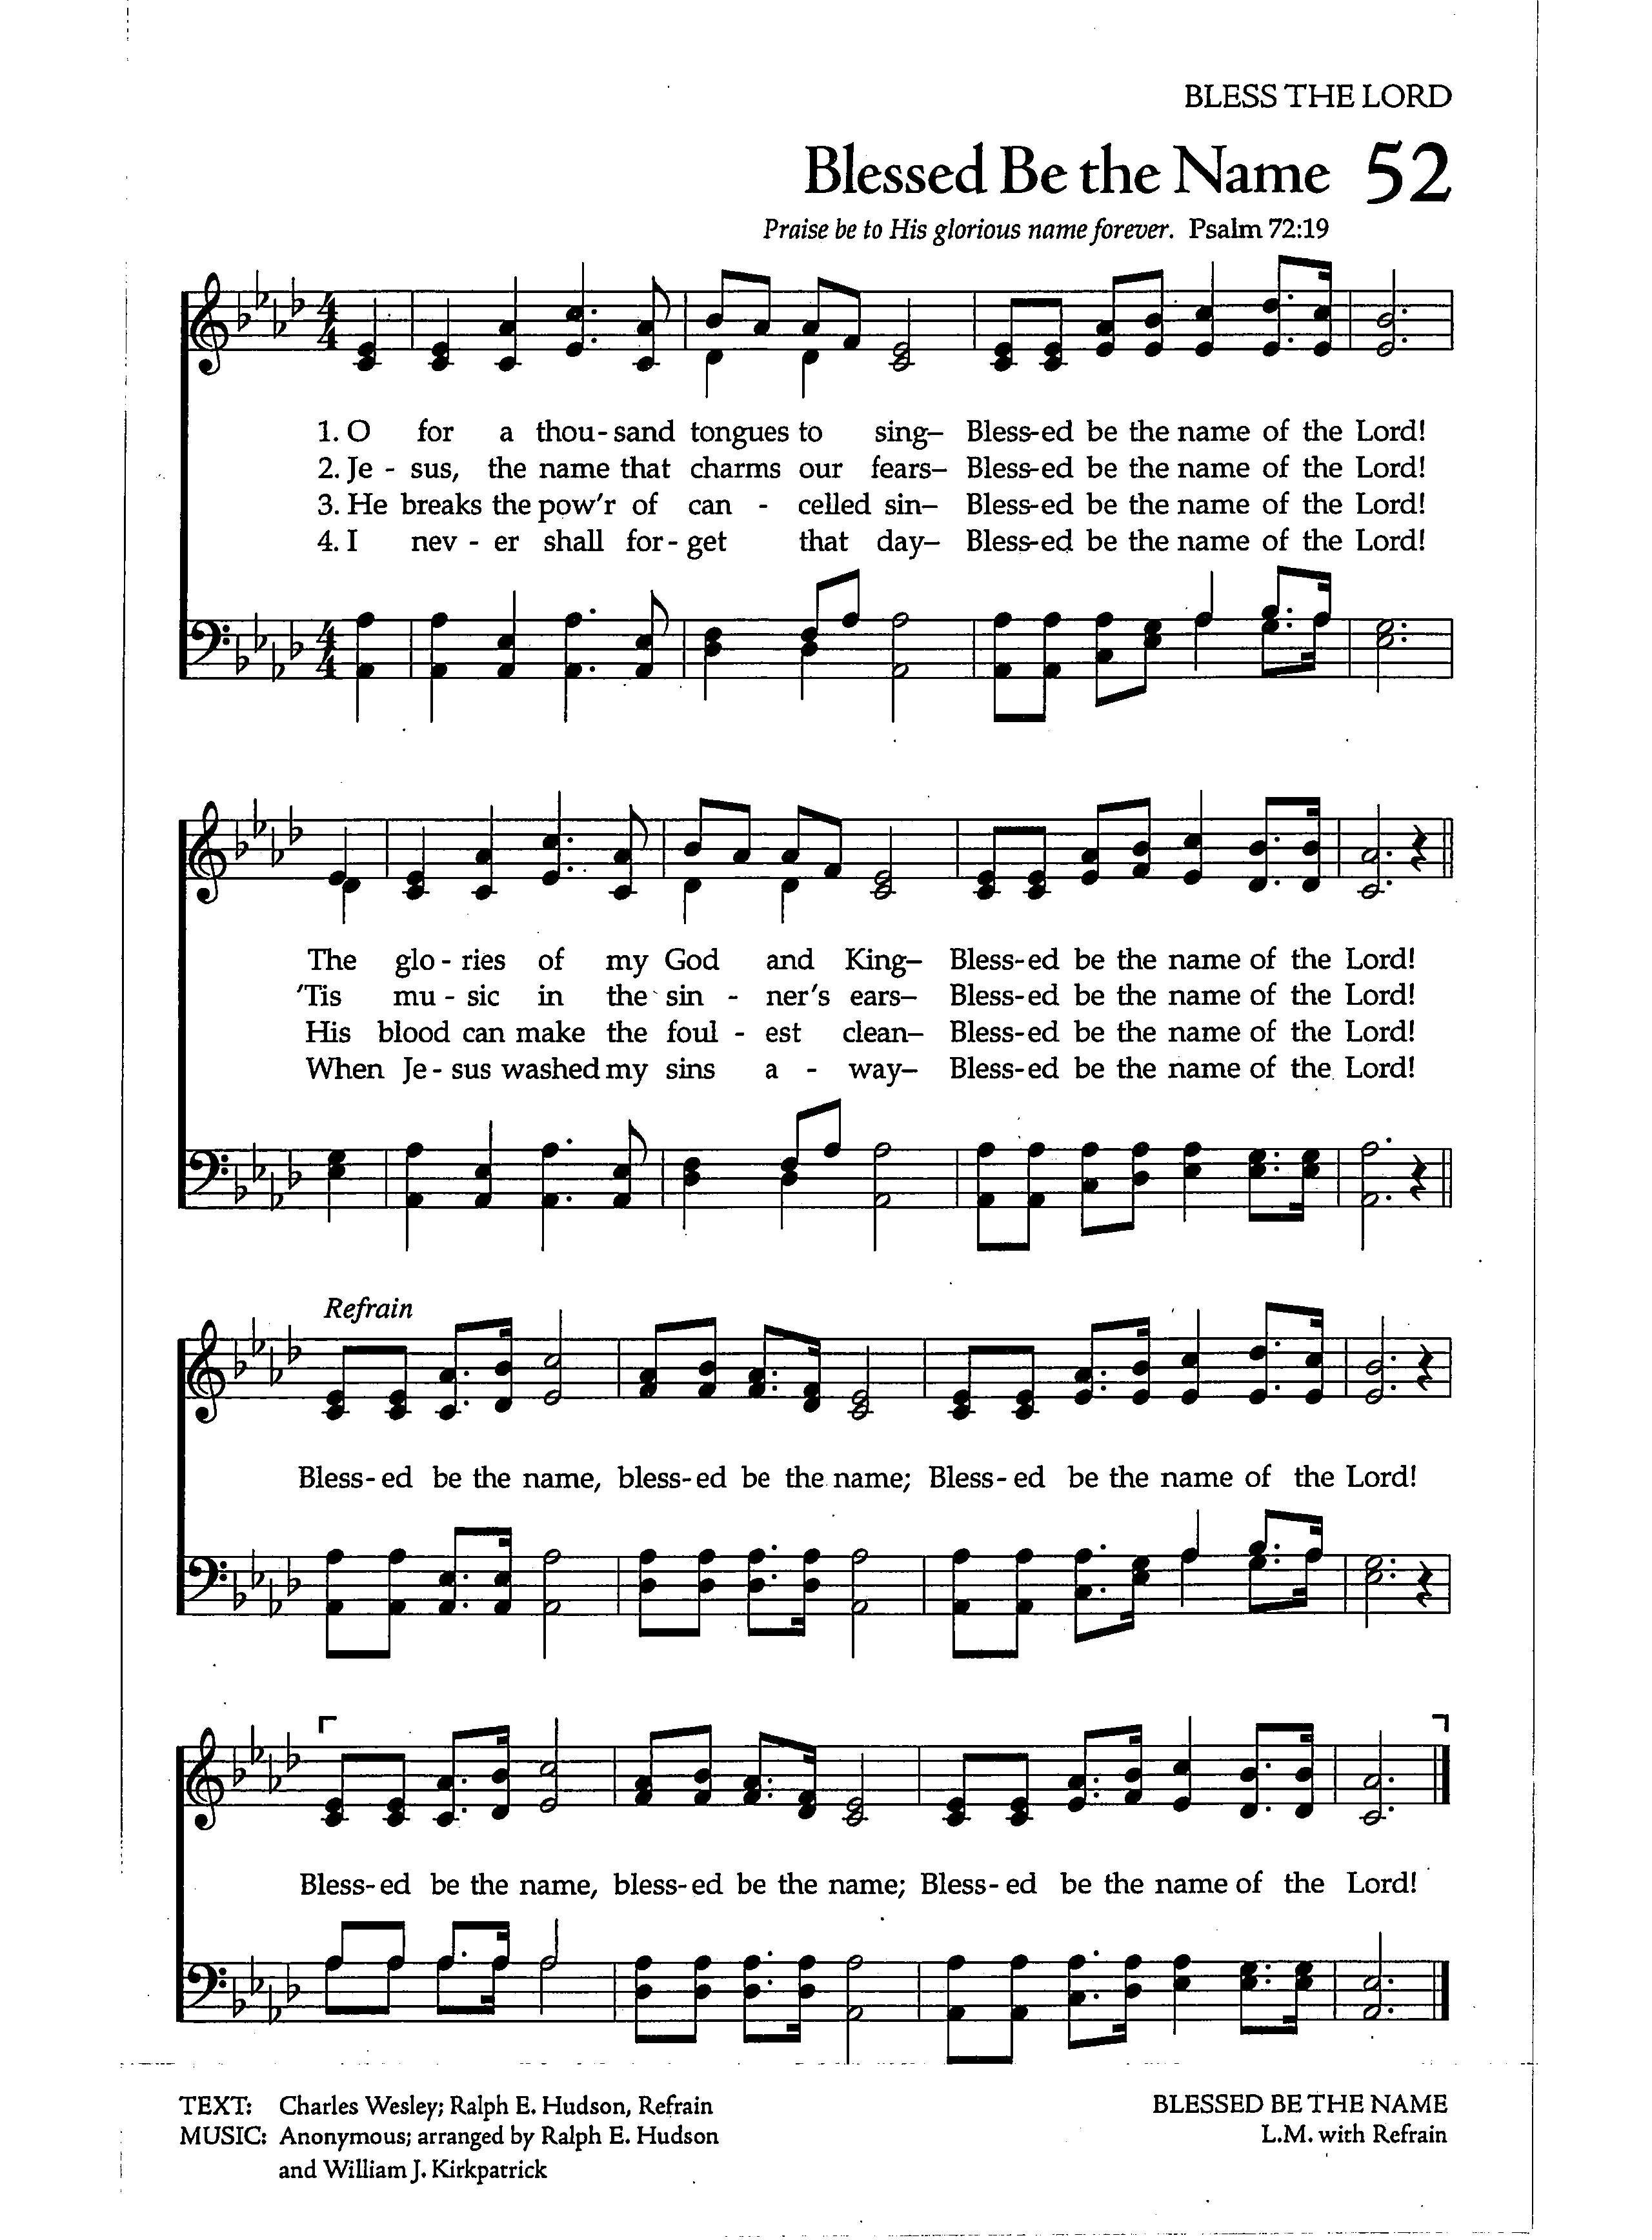 BLESS THE LORD
Blessed Be the Name 52
Praise be to His glorious name forever. Psalm 72:19
4
4
1. O for a thou-sand tongues to sing– Bless-ed be the name of the Lord!
2. Je - sus, the name that charms our fears– Bless-ed be the name of the Lord!
3. He breaks the pow'r of can - celled sin– Bless-ed be the name of the Lord!
4. I nev - er shall for - get that day– Bless-ed be the name of the Lord!
4
4
The glo - ries of my God and King– Bless-ed be the name of the Lord!
'Tis mu - sic in the sin - ner's ears– Bless-ed be the name of the Lord!
His blood can make the foul - est clean– Bless-ed be the name of the Lord!
When Je - sus washed my sins a - way– Bless-ed be the name of the Lord!
Refrain
Bless-ed be the name, bless-ed be the name; Bless-ed be the name of the Lord!
Bless-ed be the name, bless-ed be the name; Bless-ed be the name of the Lord!
TEXT: Charles Wesley; Ralph E. Hudson, Refrain
MUSIC: Anonymous; arranged by Ralph E. Hudson
and William J. Kirkpatrick
BLESSED BE THE NAME
L.M. with Refrain